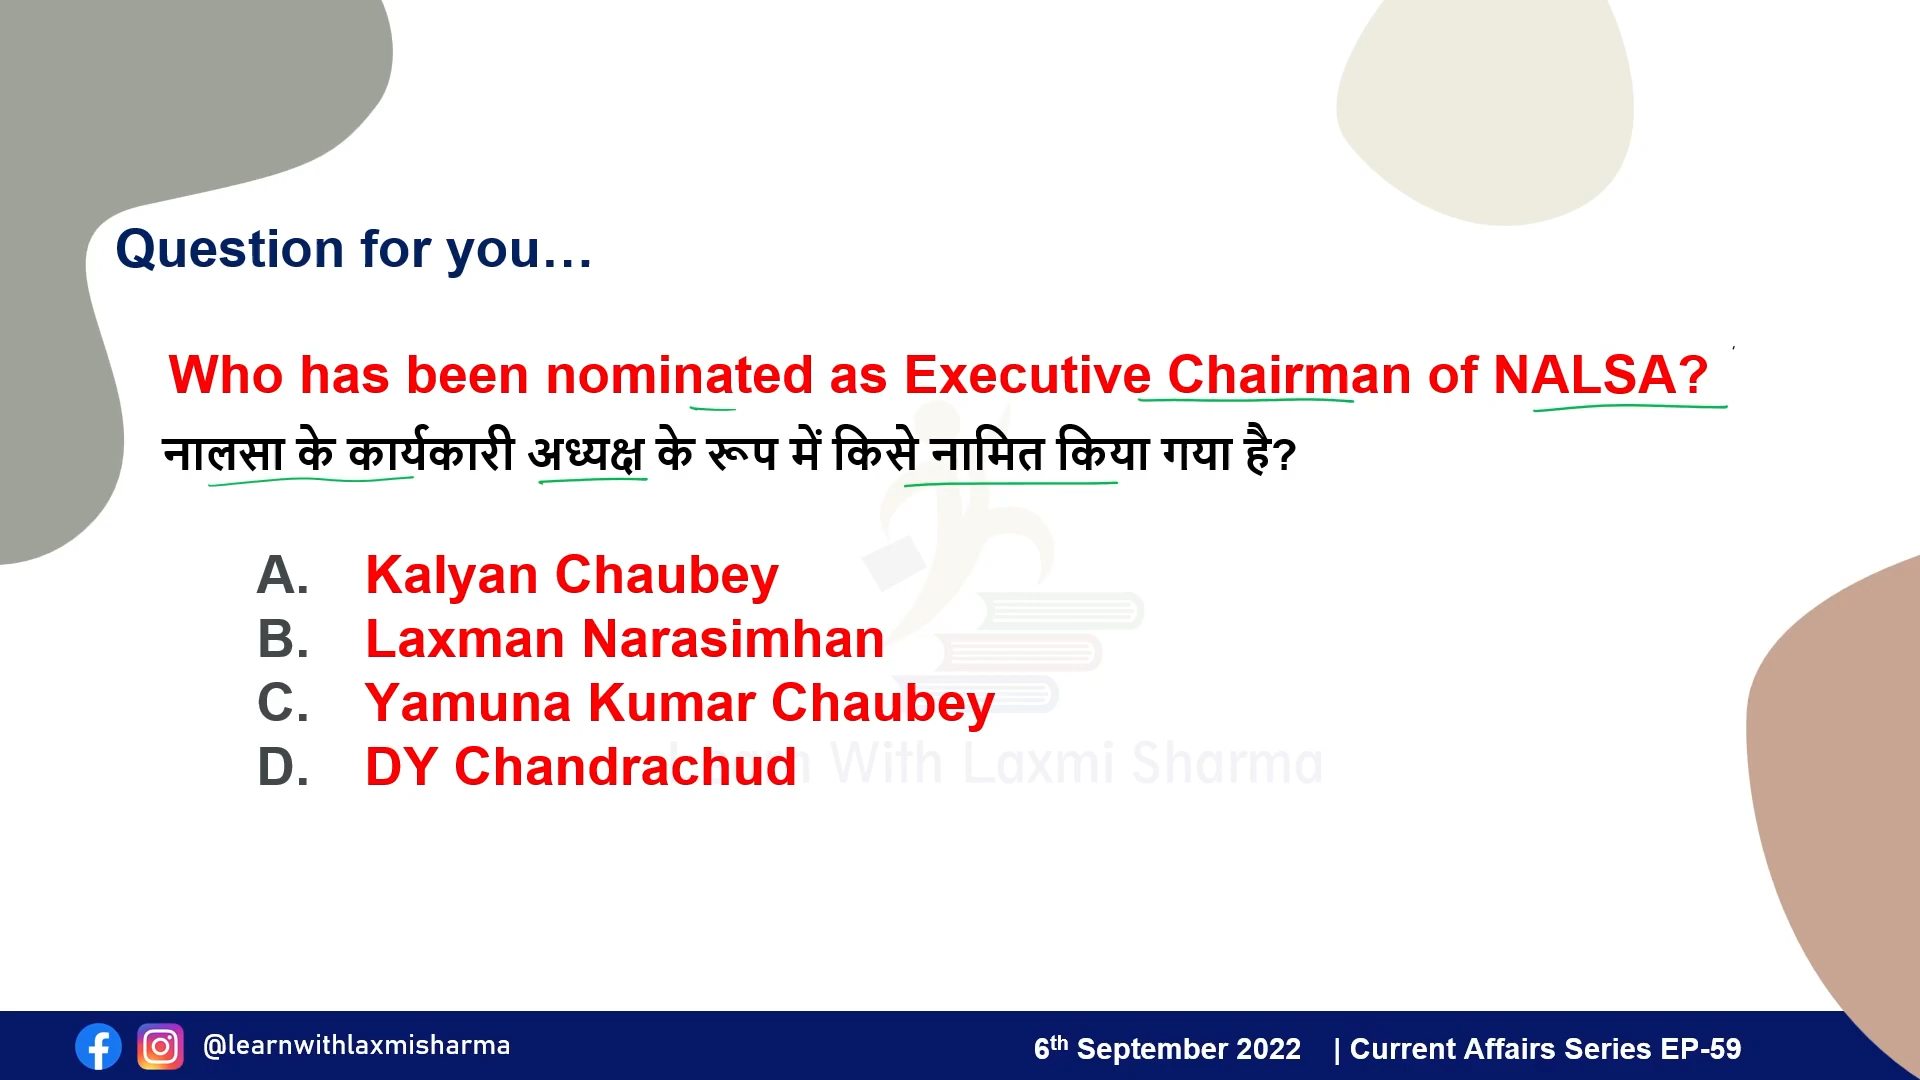 Question for you…
Who has been nominated as Executive Chairman of NALSA?
नालसा के कार्यकारी अध्यक्ष के रूप में किसे नामित किया गया है?
A. Kalyan Chaubey
B. Laxman Narasimhan
C. Yamuna Kumar Chaubey
D. DY Chandrachud
Learn With Laxmi Sharma
@learnwithlaxmisharma
6th September 2022 | Current Affairs Series EP-59